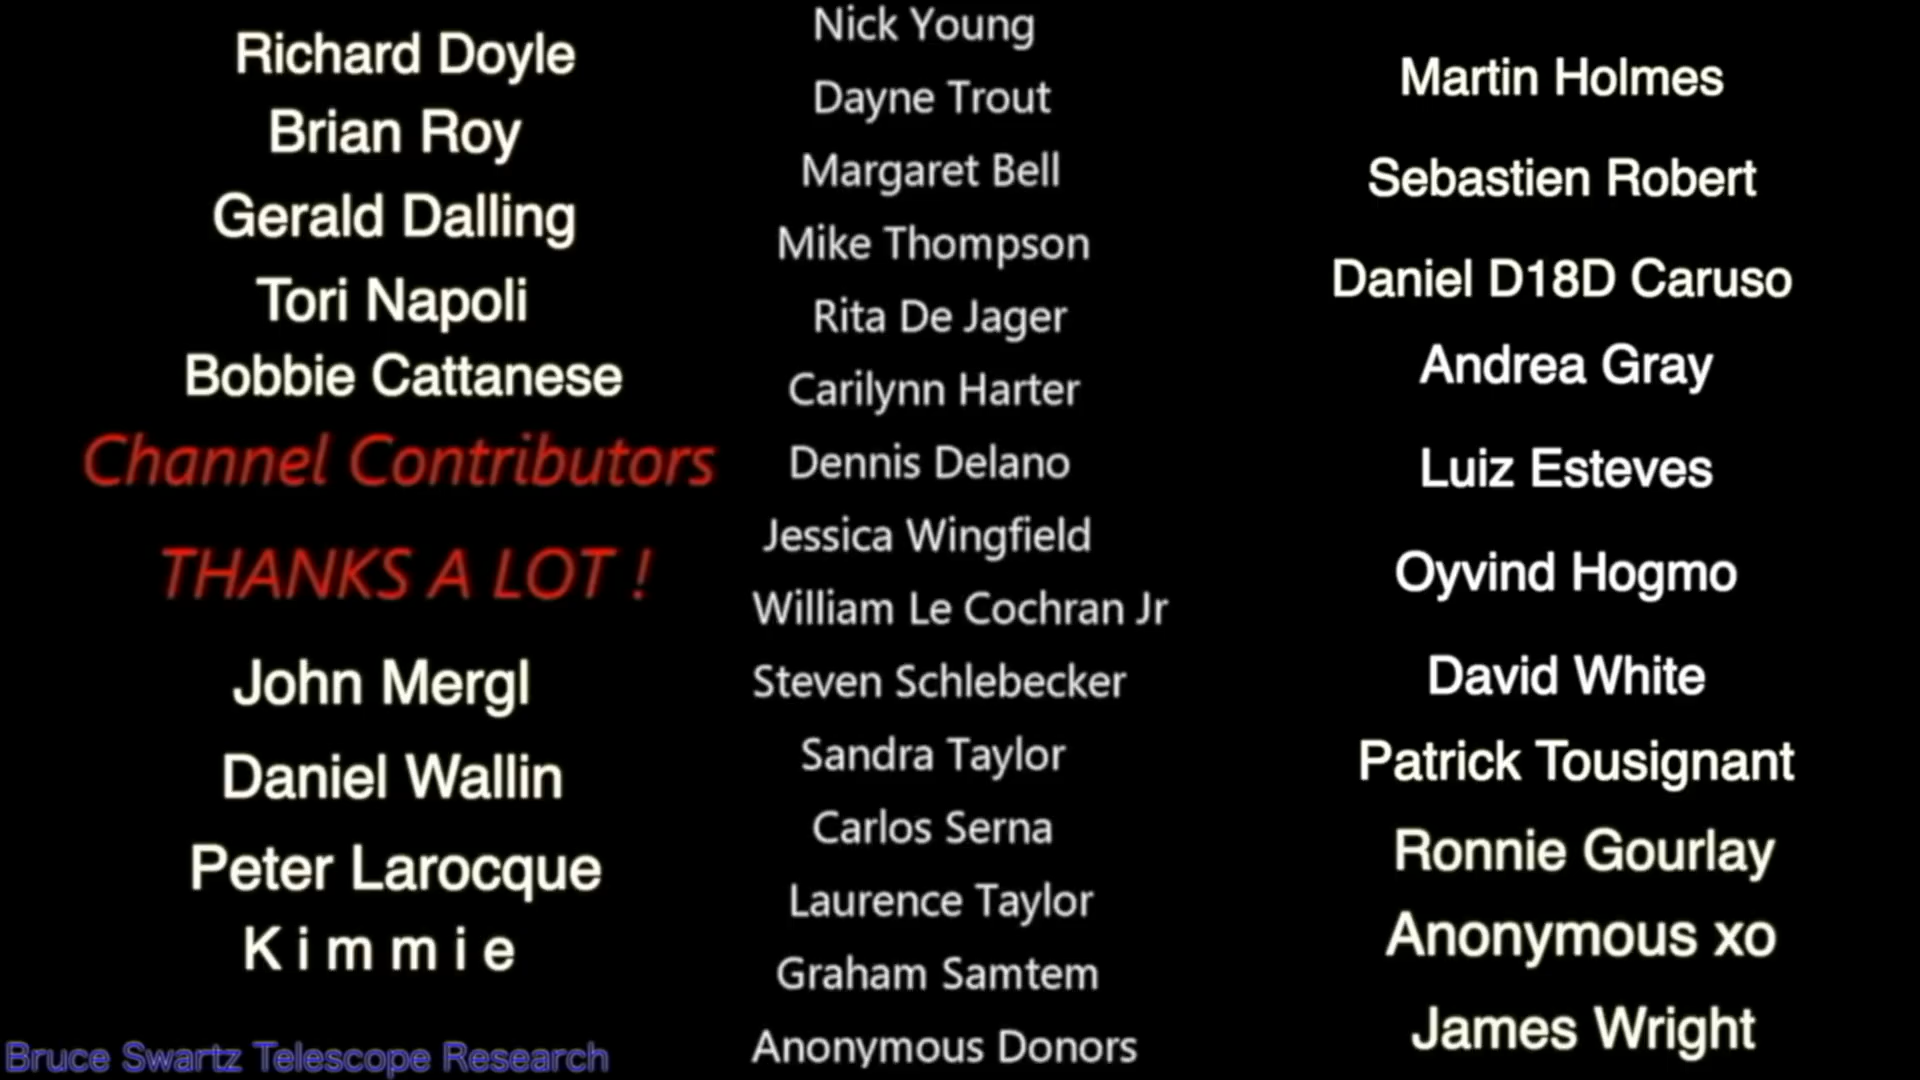 Richard Doyle
Brian Roy
Gerald Dalling
Tori Napoli
Bobbie Cattanese
Channel Contributors
THANKS A LOT !
John Mergl
Daniel Wallin
Peter Larocque
K i m m i e
Bruce Swartz Telescope Research
Nick Young
Dayne Trout
Margaret Bell
Mike Thompson
Rita De Jager
Carilynn Harter
Dennis Delano
Jessica Wingfield
William Le Cochran Jr
Steven Schlebecker
Sandra Taylor
Carlos Serna
Laurence Taylor
Graham Samtem
Anonymous Donors
Martin Holmes
Sebastien Robert
Daniel D18D Caruso
Andrea Gray
Luiz Esteves
Oyvind Hogmo
David White
Patrick Tousignant
Ronnie Gourlay
Anonymous xo
James Wright